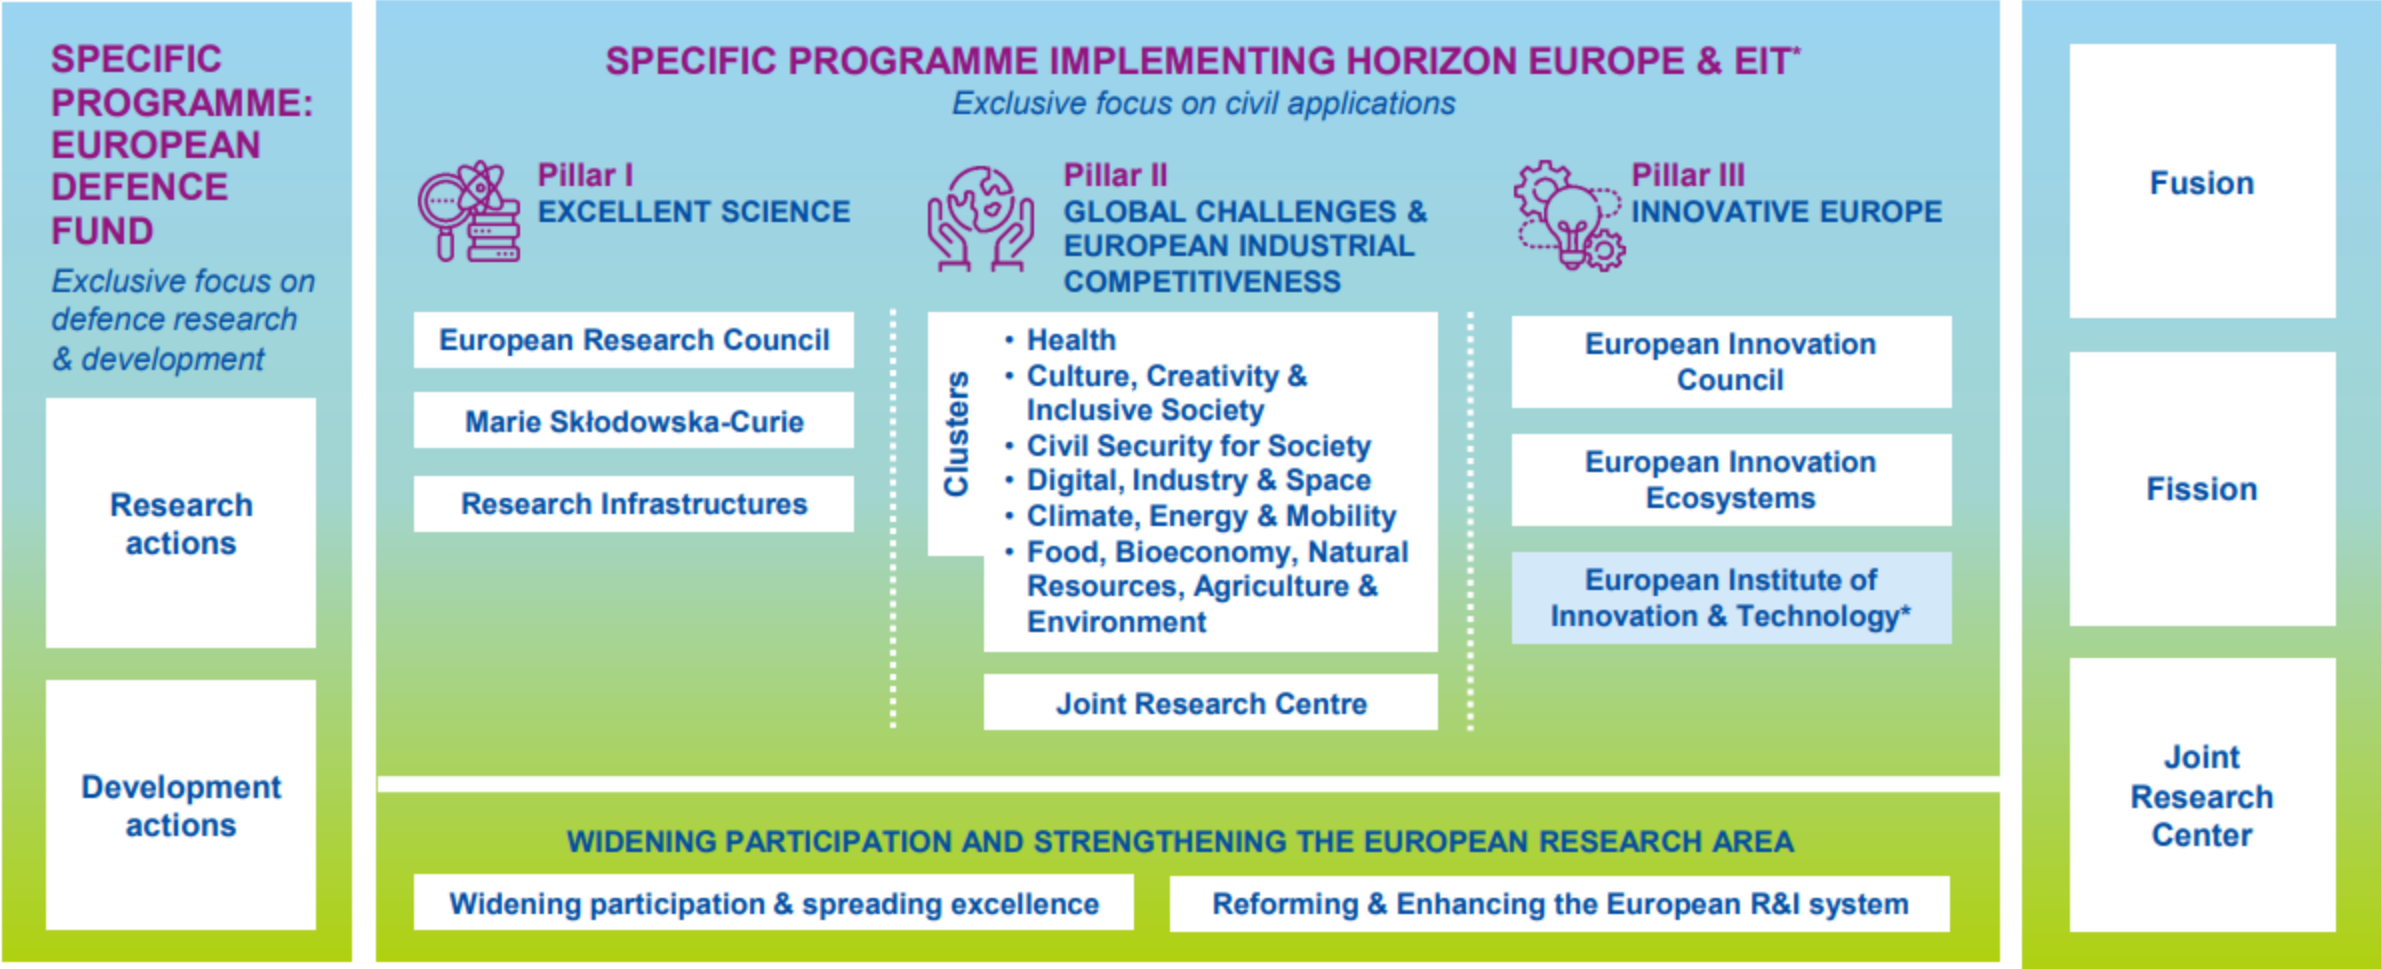 SPECIFIC
PROGRAMME:
EUROPEAN
DEFENCE
FUND
Exclusive focus on
defence research
& development
Research
actions
Development
actions
SPECIFIC PROGRAMME IMPLEMENTING HORIZON EUROPE & EIT*
Exclusive focus on civil applications
Pillar I
EXCELLENT SCIENCE
European Research Council
Marie Skłodowska-Curie
Research Infrastructures
Pillar II
GLOBAL CHALLENGES &
EUROPEAN INDUSTRIAL
COMPETITIVENESS
Clusters
• Health
• Culture, Creativity &
Inclusive Society
• Civil Security for Society
• Digital, Industry & Space
• Climate, Energy & Mobility
• Food, Bioeconomy, Natural
Resources, Agriculture &
Environment
Joint Research Centre
Pillar III
INNOVATIVE EUROPE
European Innovation
Council
European Innovation
Ecosystems
European Institute of
Innovation & Technology*
WIDENING PARTICIPATION AND STRENGTHENING THE EUROPEAN RESEARCH AREA
Widening participation & spreading excellence
Reforming & Enhancing the European R&I system
Fusion
Fission
Joint
Research
Center